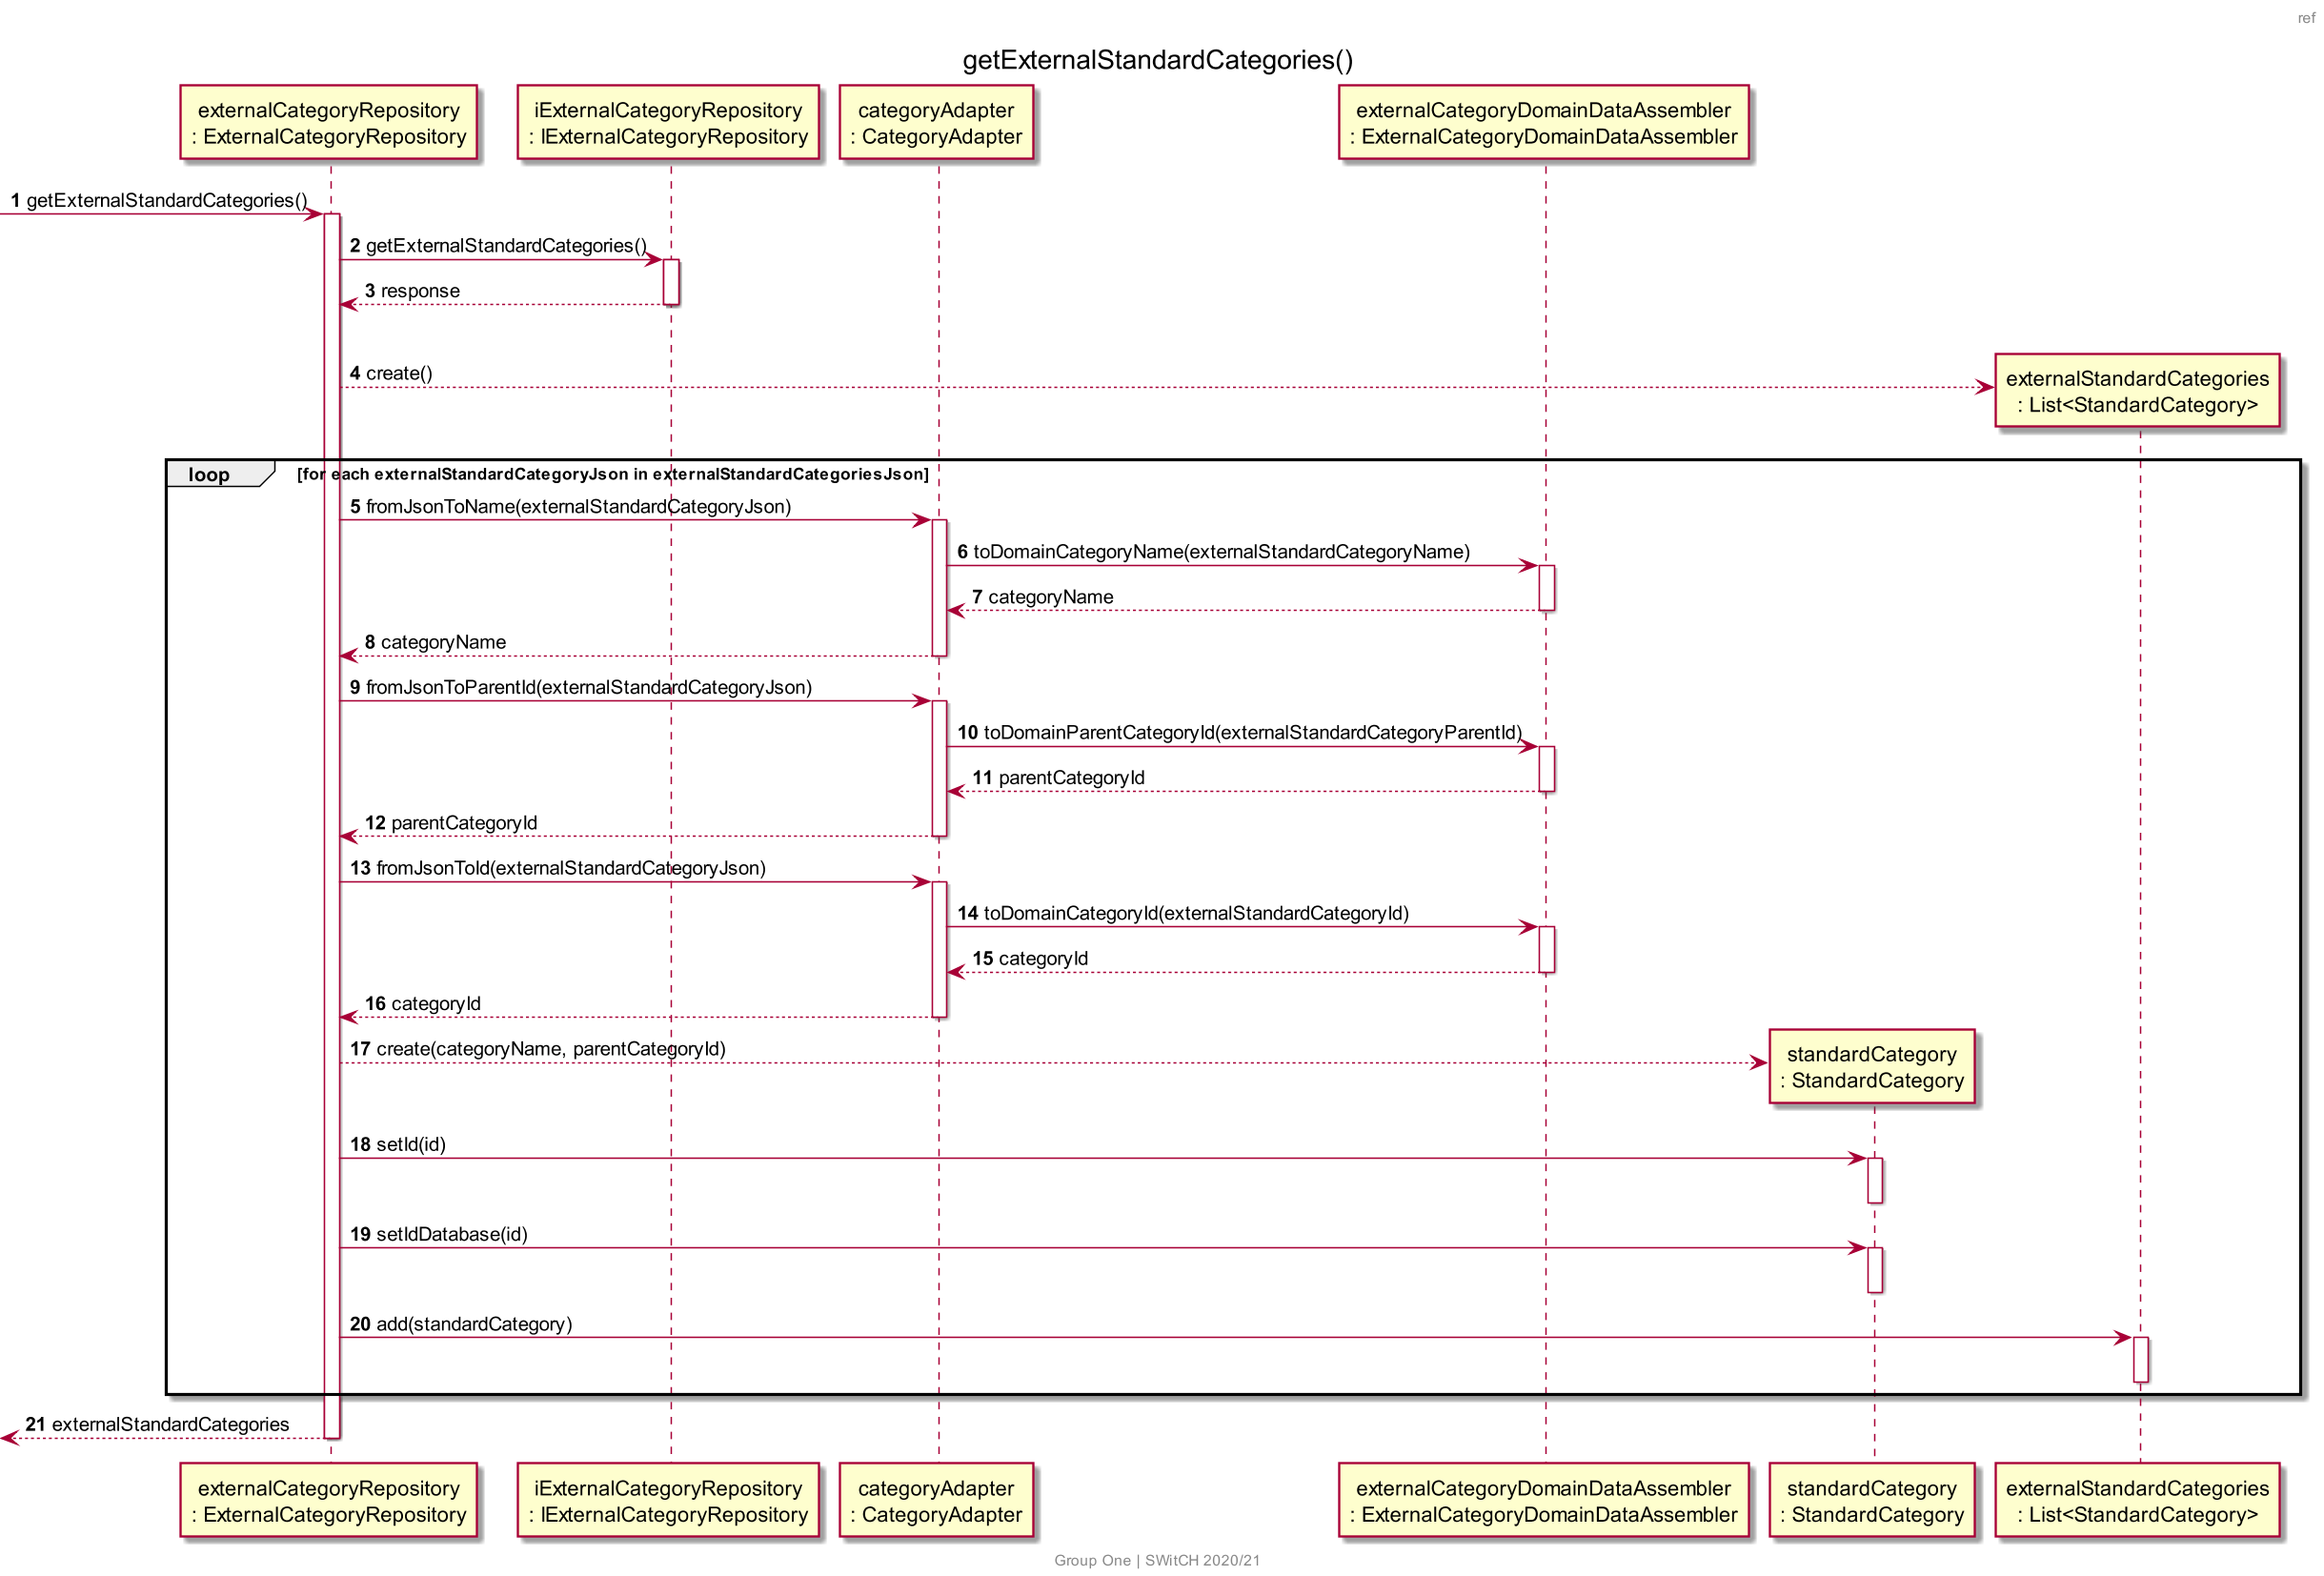 ref
getExternalStandardCategories()
externalCategoryRepository
: ExternalCategoryRepository
iExternalCategoryRepository
: IExternalCategoryRepository
categoryAdapter
: CategoryAdapter
externalCategoryDomainDataAssembler
: ExternalCategoryDomainDataAssembler
1 getExternalStandardCategories()
2 getExternalStandardCategories()
3 response
4 create()
externalStandardCategories
: List<StandardCategory>
loop [for each externalStandardCategoryJson in externalStandardCategoriesJson]
5 fromJsonToName(externalStandardCategoryJson)
6 toDomainCategoryName(externalStandardCategoryName)
7 categoryName
8 categoryName
9 fromJsonToParentId(externalStandardCategoryJson)
10 toDomainParentCategoryId(externalStandardCategoryParentId)
11 parentCategoryId
12 parentCategoryId
13 fromJsonToId(externalStandardCategoryJson)
14 toDomainCategoryId(externalStandardCategoryId)
15 categoryId
16 categoryId
17 create(categoryName, parentCategoryId)
standardCategory
: StandardCategory
18 setId(id)
19 setIdDatabase(id)
20 add(standardCategory)
21 externalStandardCategories
externalCategoryRepository
: ExternalCategoryRepository
iExternalCategoryRepository
: IExternalCategoryRepository
categoryAdapter
: CategoryAdapter
externalCategoryDomainDataAssembler
: ExternalCategoryDomainDataAssembler
standardCategory
: StandardCategory
externalStandardCategories
: List<StandardCategory>
Group One | SWitCH 2020/21